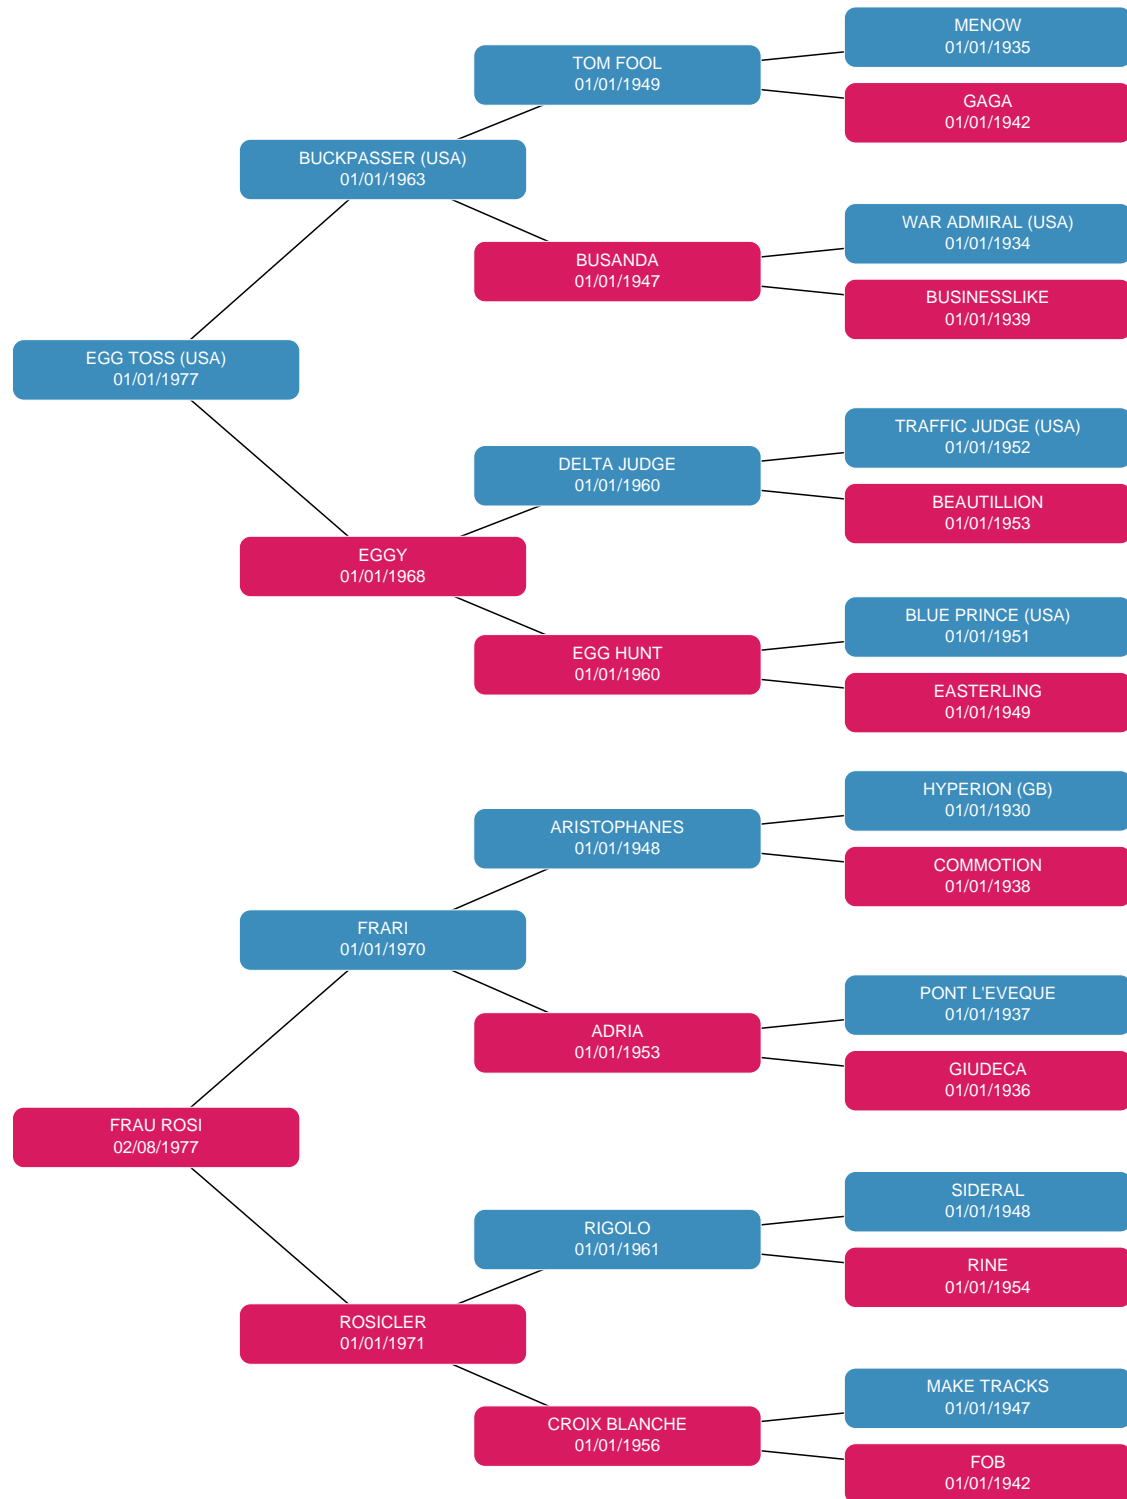 MENOW
01/01/1935
TOM FOOL
01/01/1949
GAGA
01/01/1942
BUCKPASSER (USA)
01/01/1963
WAR ADMIRAL (USA)
01/01/1934
BUSANDA
01/01/1947
BUSINESSLIKE
01/01/1939
EGG TOSS (USA)
01/01/1977
TRAFFIC JUDGE (USA)
01/01/1952
DELTA JUDGE
01/01/1960
BEAUTILLION
01/01/1953
EGGY
01/01/1968
BLUE PRINCE (USA)
01/01/1951
EGG HUNT
01/01/1960
EASTERLING
01/01/1949
HYPERION (GB)
01/01/1930
ARISTOPHANES
01/01/1948
COMMOTION
01/01/1938
FRARI
01/01/1970
PONT L'EVEQUE
01/01/1937
ADRIA
01/01/1953
GIUDECA
01/01/1936
FRAU ROSI
02/08/1977
SIDERAL
01/01/1948
RIGOLO
01/01/1961
RINE
01/01/1954
ROSICLER
01/01/1971
MAKE TRACKS
01/01/1947
CROIX BLANCHE
01/01/1956
FOB
01/01/1942